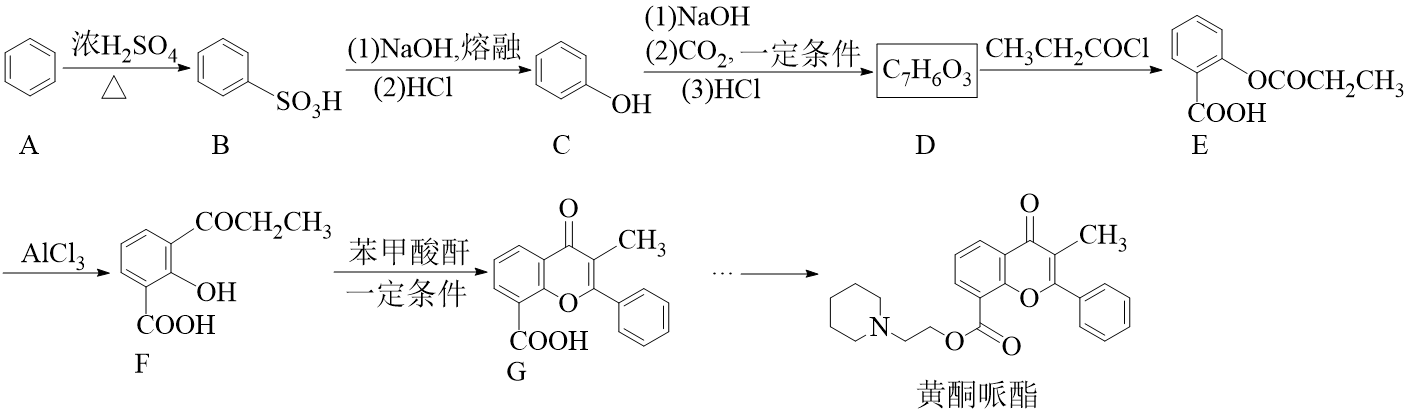 浓H₂SO₄
△
SO₃H
(1)NaOH,熔融
(2)HCl
OH
(1)NaOH
(2)CO₂,一定条件
(3)HCl
C₇H₆O₃
CH₃CH₂COCl
OCOCH₂CH₃
COOH
A B C D E
AlCl₃
COCH₂CH₃
OH
COOH
F
苯甲酸酐
一定条件
O
CH₃
O
COOH
G
…
O
CH₃
O
N
O
O
黄酮哌酯